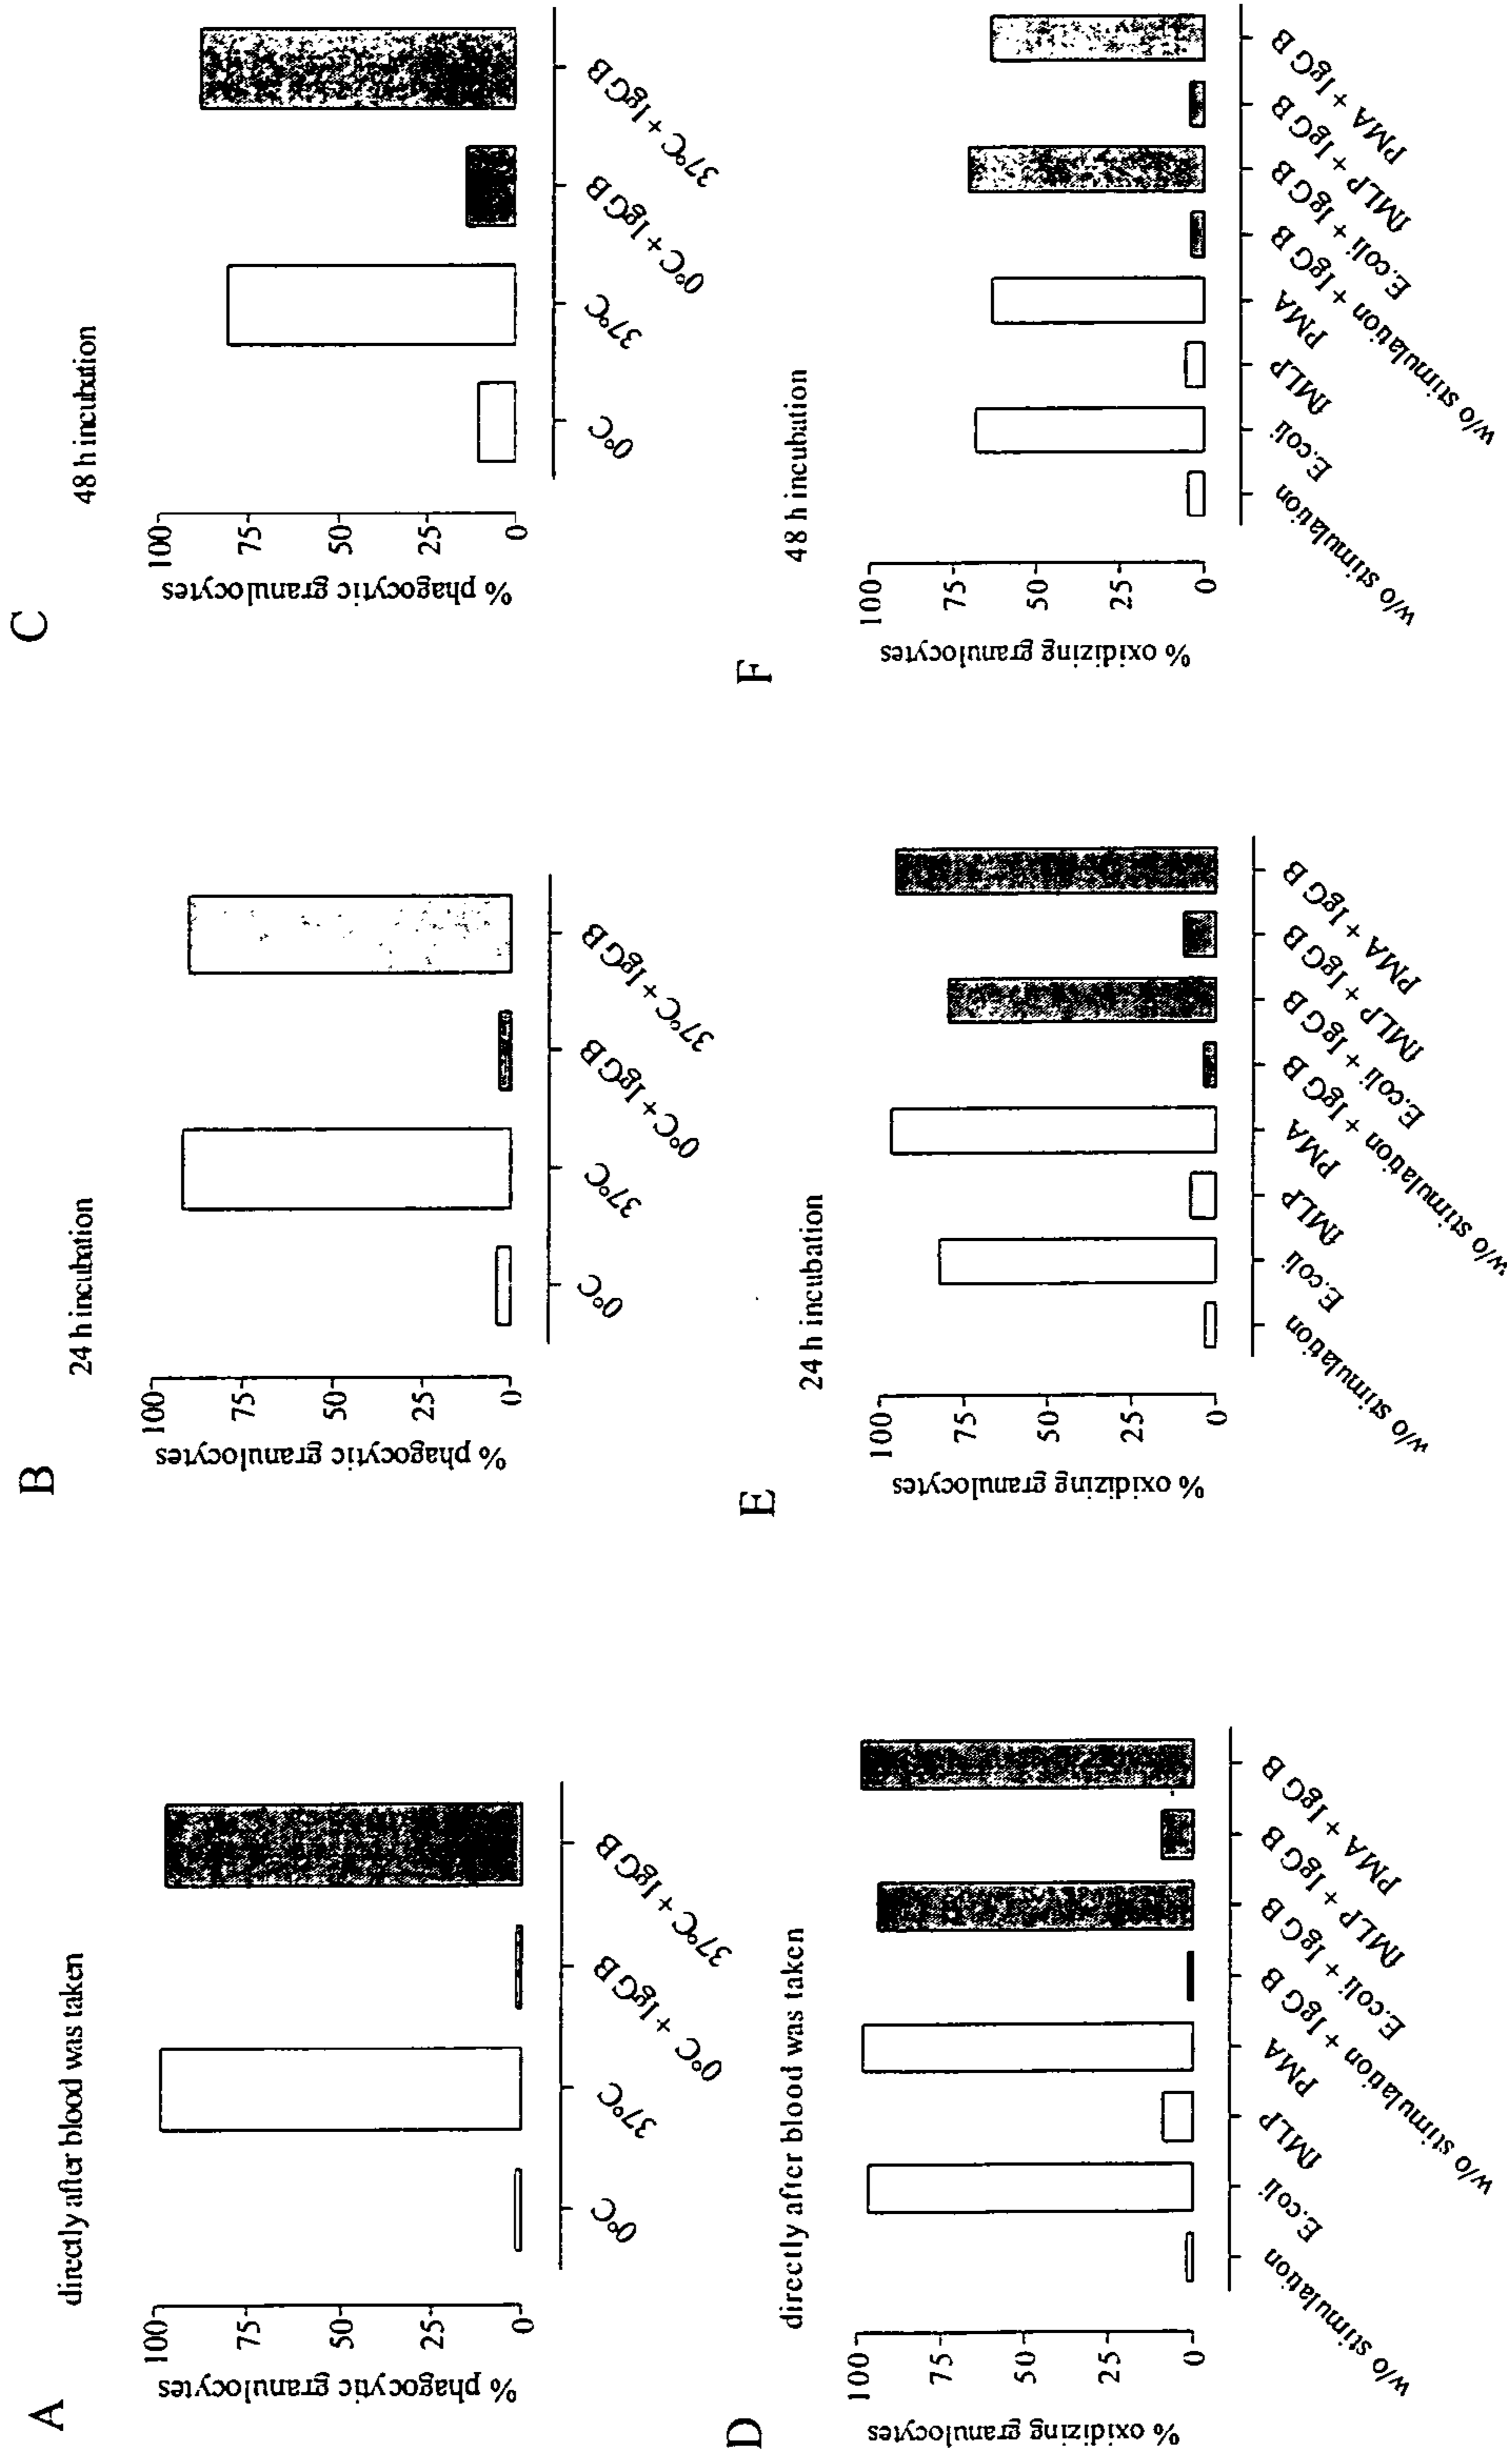 A
directly after blood was taken
% phagocytic granulocytes
100
75
50
25
0
0°C
37°C
0°C + IgG B
37°C + IgG B
B
24 h incubation
% phagocytic granulocytes
100
75
50
25
0
0°C
37°C
0°C + IgG B
37°C + IgG B
C
48 h incubation
% phagocytic granulocytes
100
75
50
25
0
0°C
37°C
0°C + IgG B
37°C + IgG B
D
directly after blood was taken
% oxidizing granulocytes
100
75
50
25
0
w/o stimulation
E.coli
fMLP
PMA
w/o stimulation + IgG B
E.coli + IgG B
fMLP + IgG B
PMA + IgG B
E
24 h incubation
% oxidizing granulocytes
100
75
50
25
0
w/o stimulation
E.coli
fMLP
PMA
w/o stimulation + IgG B
E.coli + IgG B
fMLP + IgG B
PMA + IgG B
F
48 h incubation
% oxidizing granulocytes
100
75
50
25
0
w/o stimulation
E.coli
fMLP
PMA
w/o stimulation + IgG B
E.coli + IgG B
fMLP + IgG B
PMA + IgG B